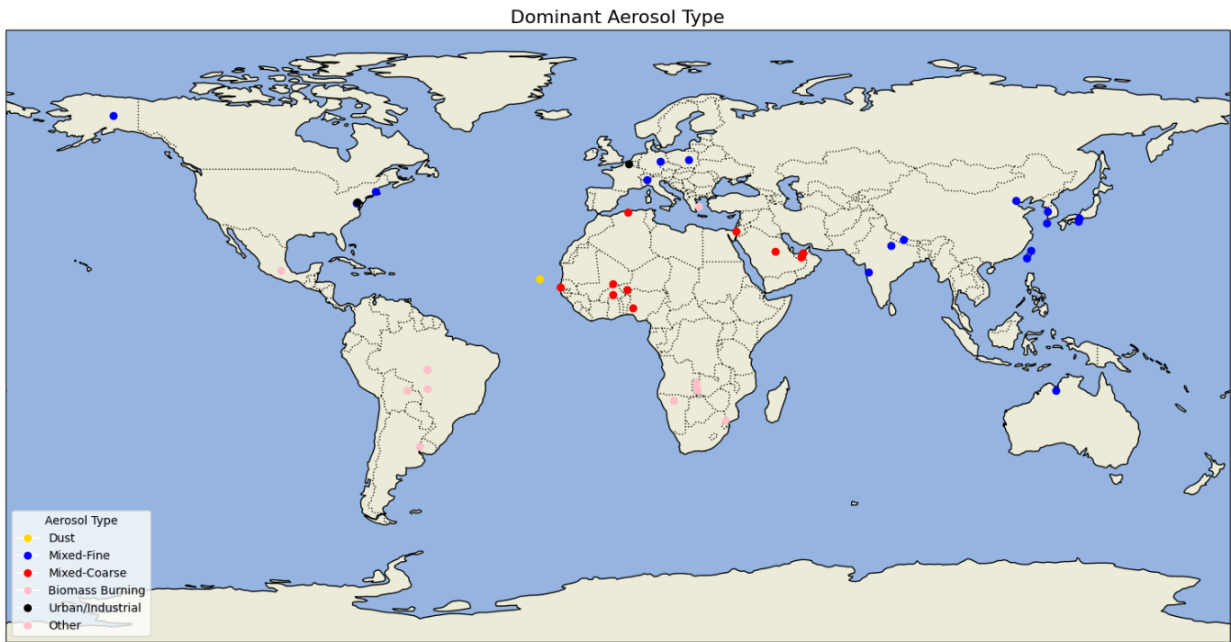 Dominant Aerosol Type
Aerosol Type
Dust
Mixed-Fine
Mixed-Coarse
Biomass Burning
Urban/Industrial
Other